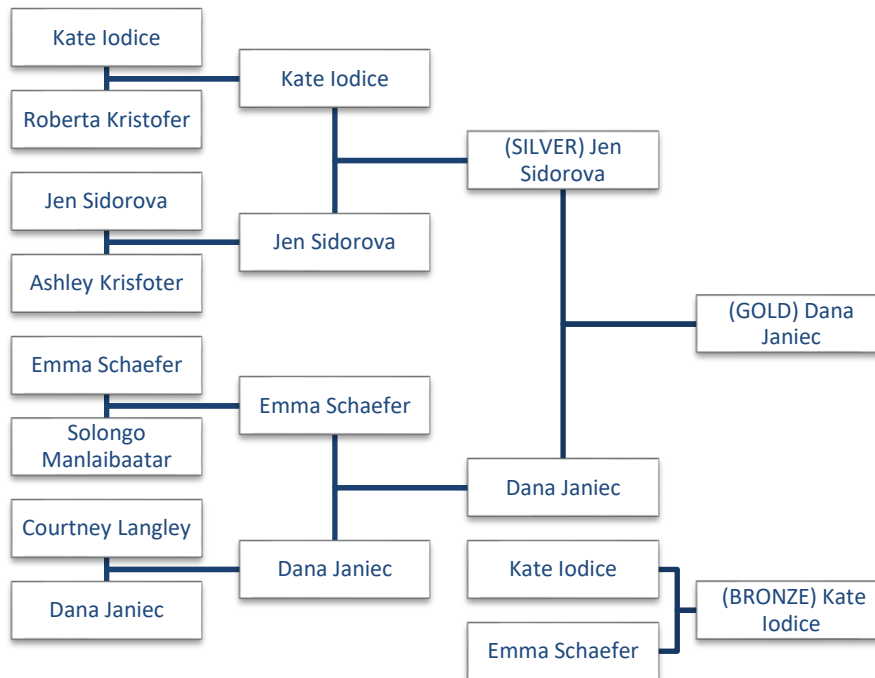 Kate Iodice
Roberta Kristofer
Jen Sidorova
Ashley Krisfoter
Emma Schaefer
Solongo
Manlaibaatar
Courtney Langley
Dana Janiec
Kate Iodice
Jen Sidorova
Emma Schaefer
Dana Janiec
(SILVER) Jen
Sidorova
Dana Janiec
Kate Iodice
Emma Schaefer
(GOLD) Dana
Janiec
(BRONZE) Kate
Iodice